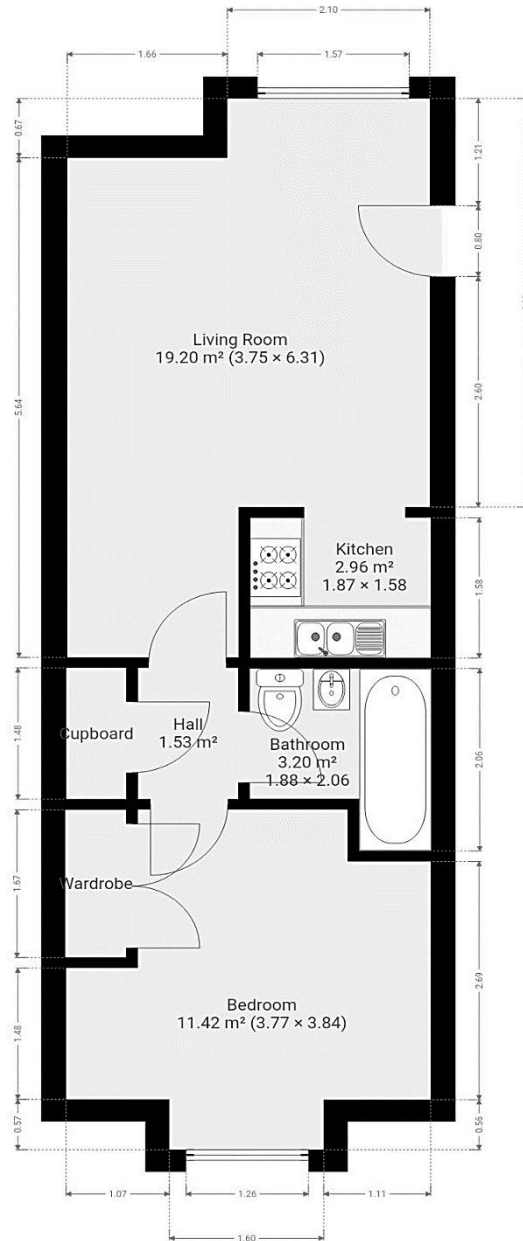 2.10
1.66
1.57
0.67
1.21
0.80
Living Room
19.20 m² (3.75 × 6.31)
5.64
2.60
Kitchen
2.96 m²
1.87 × 1.58
1.58
Cupboard
Hall
1.53 m²
1.48
Bathroom
3.20 m²
1.88 × 2.06
2.06
Wardrobe
1.67
2.69
Bedroom
11.42 m² (3.77 × 3.84)
1.48
0.57
0.56
1.07
1.26
1.11
1.60